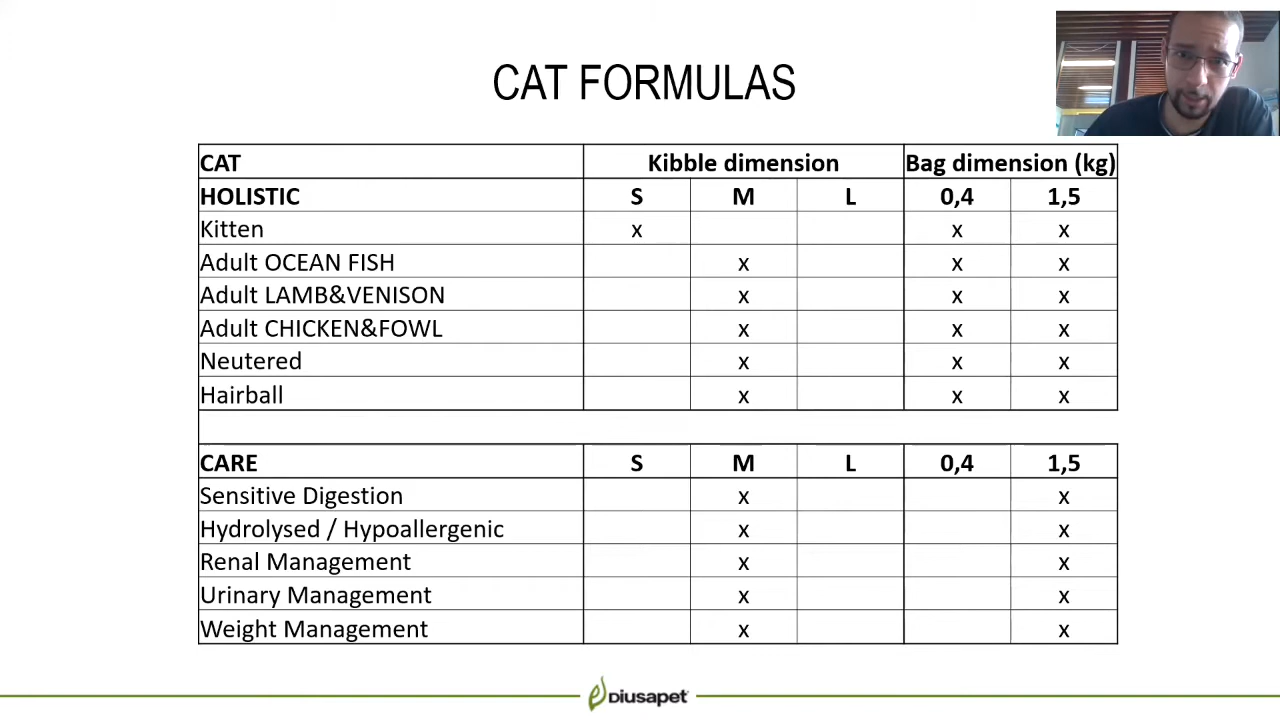 CAT FORMULAS
CAT Kibble dimension Bag dimension (kg)
HOLISTIC S M L 0,4 1,5
Kitten x x x
Adult OCEAN FISH x x x
Adult LAMB&VENISON x x x
Adult CHICKEN&FOWL x x x
Neutered x x x
Hairball x x x
CARE S M L 0,4 1,5
Sensitive Digestion x x
Hydrolysed / Hypoallergenic x x
Renal Management x x
Urinary Management x x
Weight Management x x
DIUSAPET